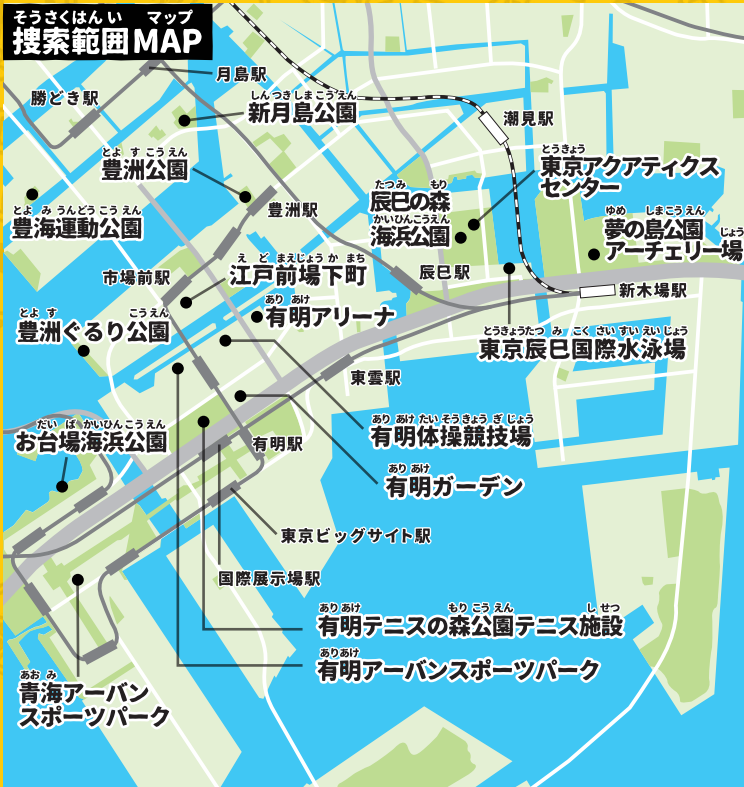 そうさくはんい マップ
捜索範囲MAP
月島駅
勝どき駅
しんつきしまこうえん
新月島公園
潮見駅
とうきょう
東京アクアティクス
センター
とよ す こう えん
豊洲公園
たつみ もり
辰巳の森
かいひんこうえん
海浜公園
とよ み うんどう こう えん
豊海運動公園
豊洲駅
ゆめ しまこうえん じょう
夢の島公園
アーチェリー場
え ど まえじょう か まち
江戸前場下町
市場前駅
辰巳駅
新木場駅
あり あけ
有明アリーナ
とよ す こうえん
豊洲ぐるり公園
とうきょうたつ み こく さい すい えい じょう
東京辰巳国際水泳場
東雲駅
だい ば かいひんこうえん
お台場海浜公園
有明駅
あり あけ たい そうきょう ぎ じょう
有明体操競技場
あり あけ
有明ガーデン
東京ビッグサイト駅
国際展示場駅
ありあけ もり こう えん し せつ
有明テニスの森公園テニス施設
ありあけ
有明アーバンスポーツパーク
あお み
青海アーバン
スポーツパーク